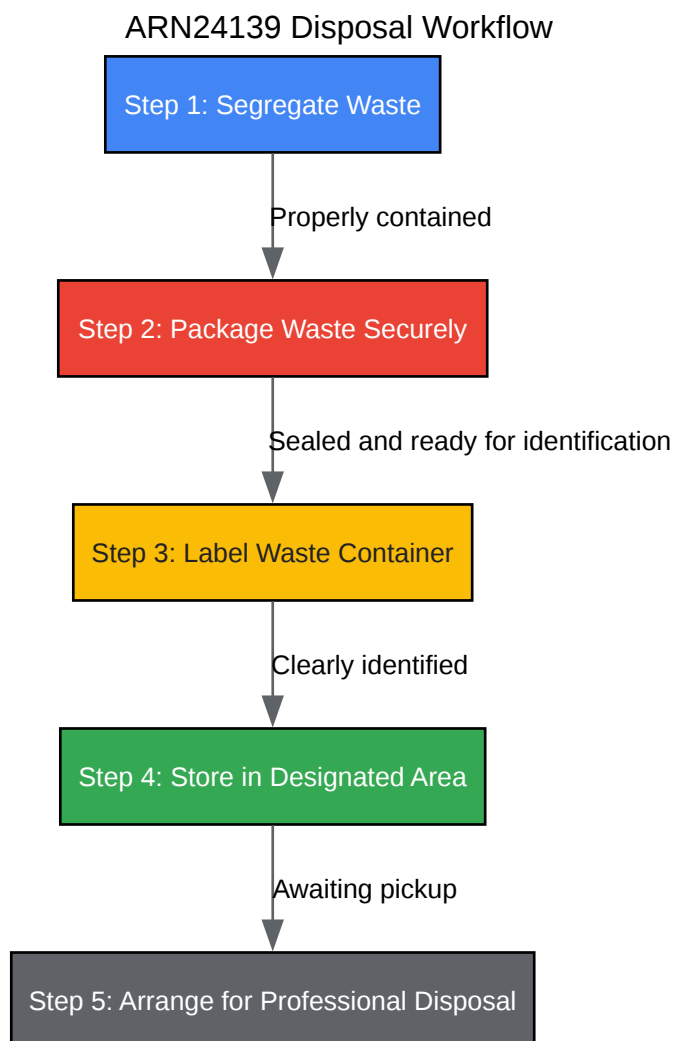 ARN24139 Disposal Workflow
Step 1: Segregate Waste
Properly contained
Step 2: Package Waste Securely
Sealed and ready for identification
Step 3: Label Waste Container
Clearly identified
Step 4: Store in Designated Area
Awaiting pickup
Step 5: Arrange for Professional Disposal